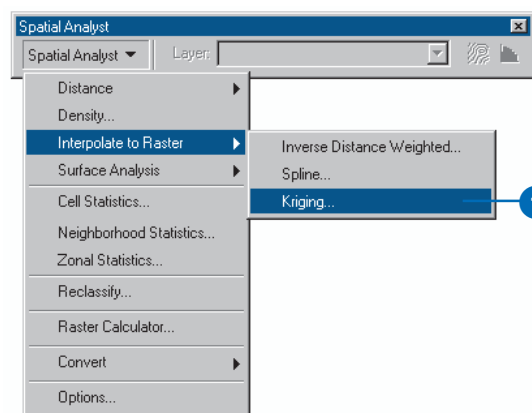 Spatial Analyst
Spatial Analyst
Layer:
Distance
Density...
Interpolate to Raster
Inverse Distance Weighted...
Surface Analysis
Spline...
Cell Statistics...
Kriging...
Neighborhood Statistics...
Zonal Statistics...
Reclassify...
Raster Calculator...
Convert
Options...